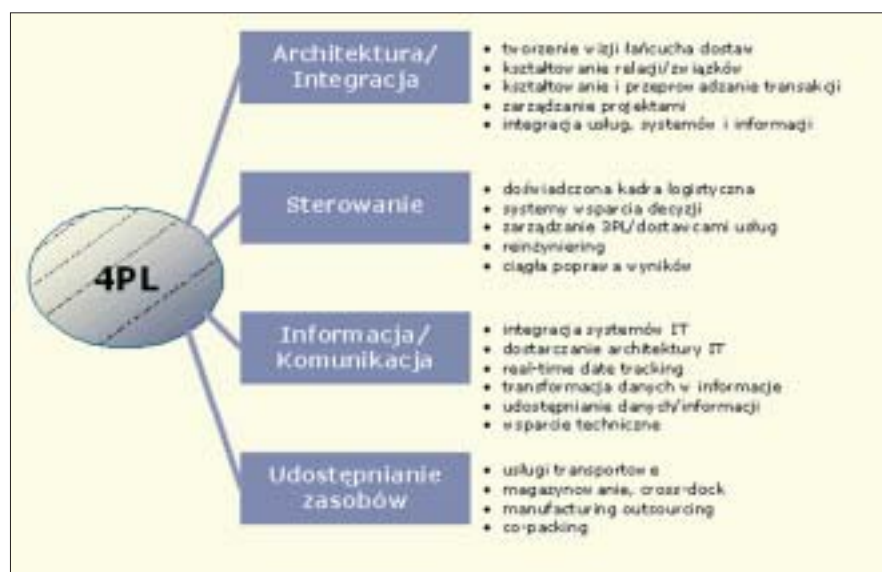 4PL
Architektura/
Integracja
• tworzenie wizji łańcucha dostaw
• kształtowanie relacji/związków
• kształtowanie i przeprowadzanie transakcji
• zarządzanie projektami
• integracja usług, systemów i informacji
Sterowanie
• doświadczona kadra logistyczna
• systemy wsparcia decyzji
• zarządzanie 3PL/dostawcami usług
• reinżyniering
• ciągła poprawa wyników
Informacja/
Komunikacja
• integracja systemów IT
• dostarczanie architektury IT
• real-time date tracking
• transformacja danych w informacje
• udostępnianie danych/informacji
• wsparcie techniczne
Udostępnianie
zasobów
• usługi transportowe
• magazynowanie, cross-dock
• manufacturing outsourcing
• co-packing